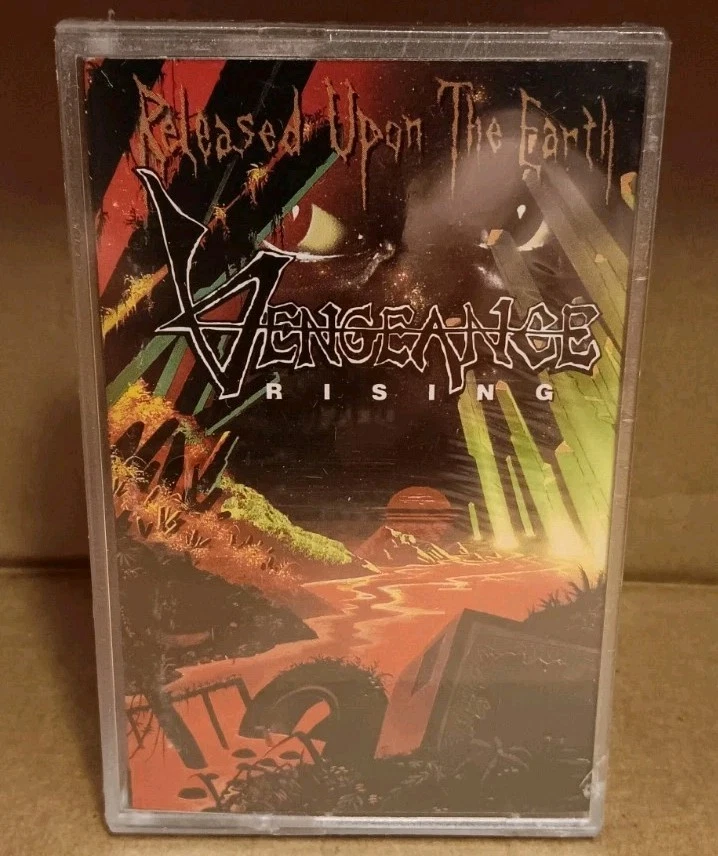 Released Upon The Earth
VENGEANCE
RISING